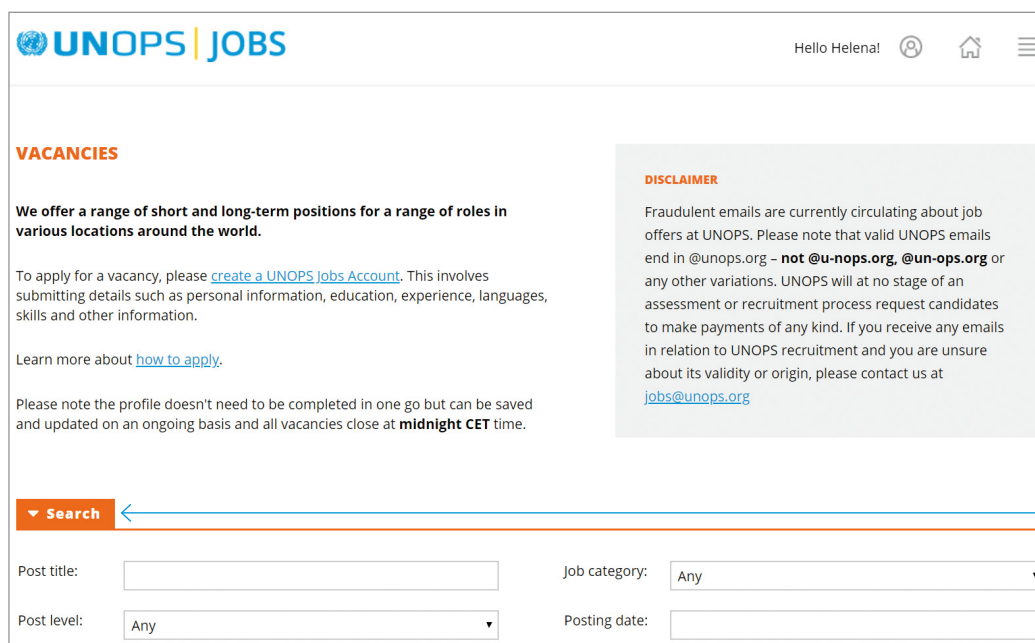 UNOPS JOBS
Hello Helena!
VACANCIES
We offer a range of short and long-term positions for a range of roles in
various locations around the world.
To apply for a vacancy, please create a UNOPS Jobs Account. This involves
submitting details such as personal information, education, experience, languages,
skills and other information.
Learn more about how to apply.
Please note the profile doesn't need to be completed in one go but can be saved
and updated on an ongoing basis and all vacancies close at midnight CET time.
DISCLAIMER
Fraudulent emails are currently circulating about job
offers at UNOPS. Please note that valid UNOPS emails
end in @unops.org – not @u-nops.org, @un-ops.org or
any other variations. UNOPS will at no stage of an
assessment or recruitment process request candidates
to make payments of any kind. If you receive any emails
in relation to UNOPS recruitment and you are unsure
about its validity or origin, please contact us at
jobs@unops.org
Search
Post title:
Job category: Any
Post level: Any
Posting date: